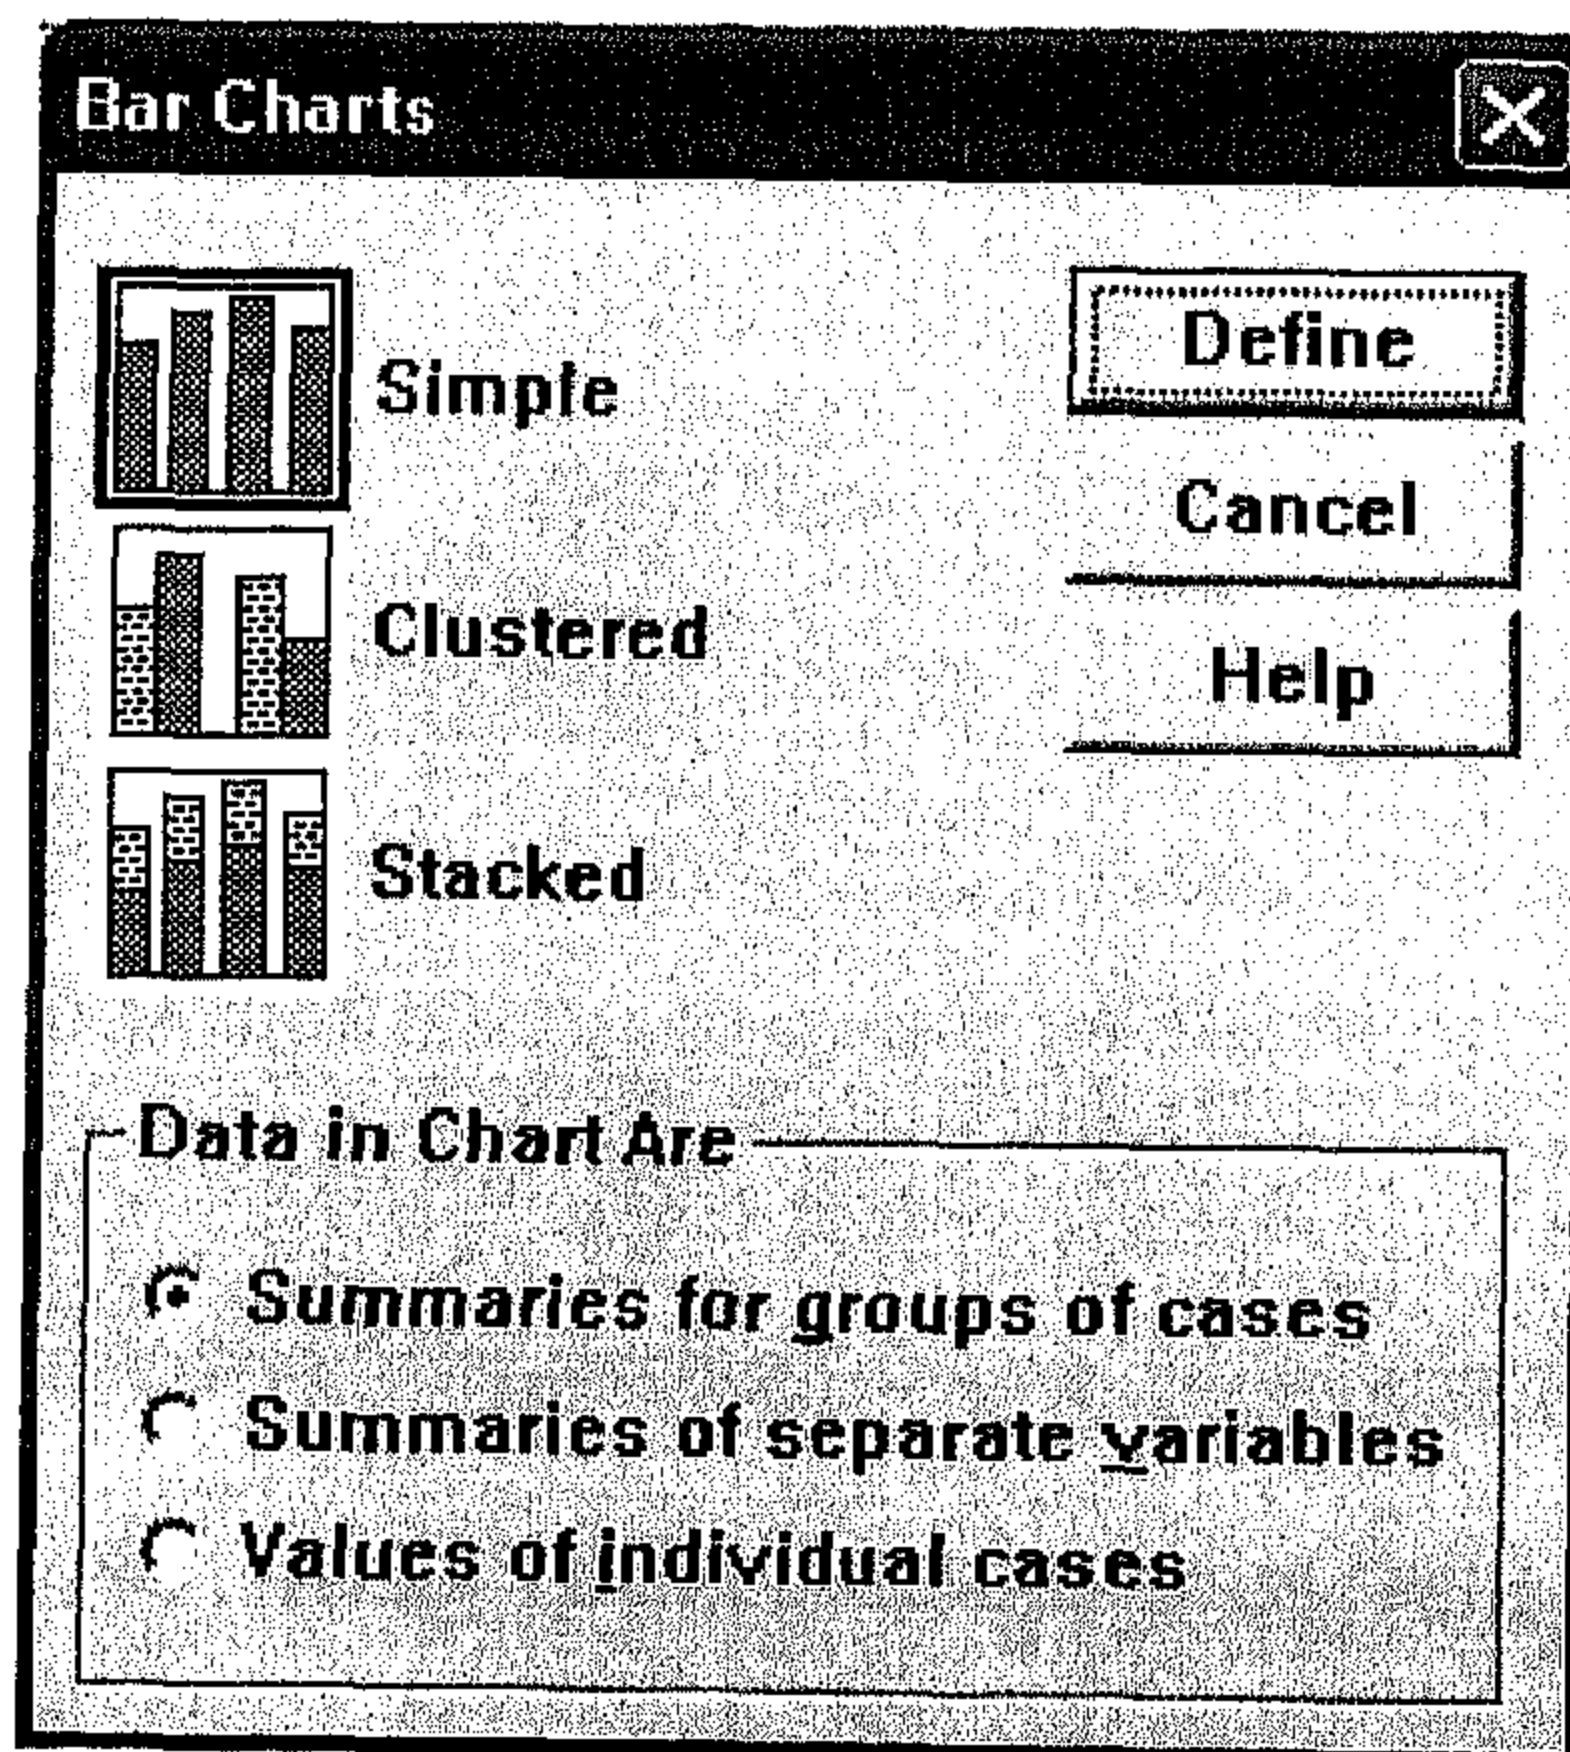 Bar Charts
Simple
Define
Cancel
Clustered
Help
Stacked
Data in Chart Are
Summaries for groups of cases
Summaries of separate variables
Values of individual cases